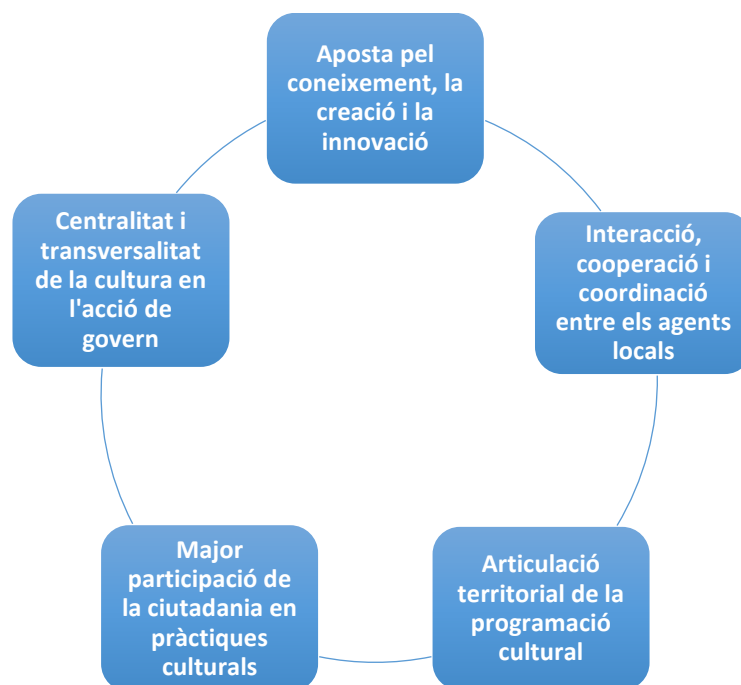 Aposta pel
coneixement, la
creació i la
innovació
Interacció,
cooperació i
coordinació
entre els agents
locals
Articulació
territorial de la
programació
cultural
Major
participació de
la ciutadania en
pràctiques
culturals
Centralitat i
transversalitat
de la cultura en
l'acció de
govern